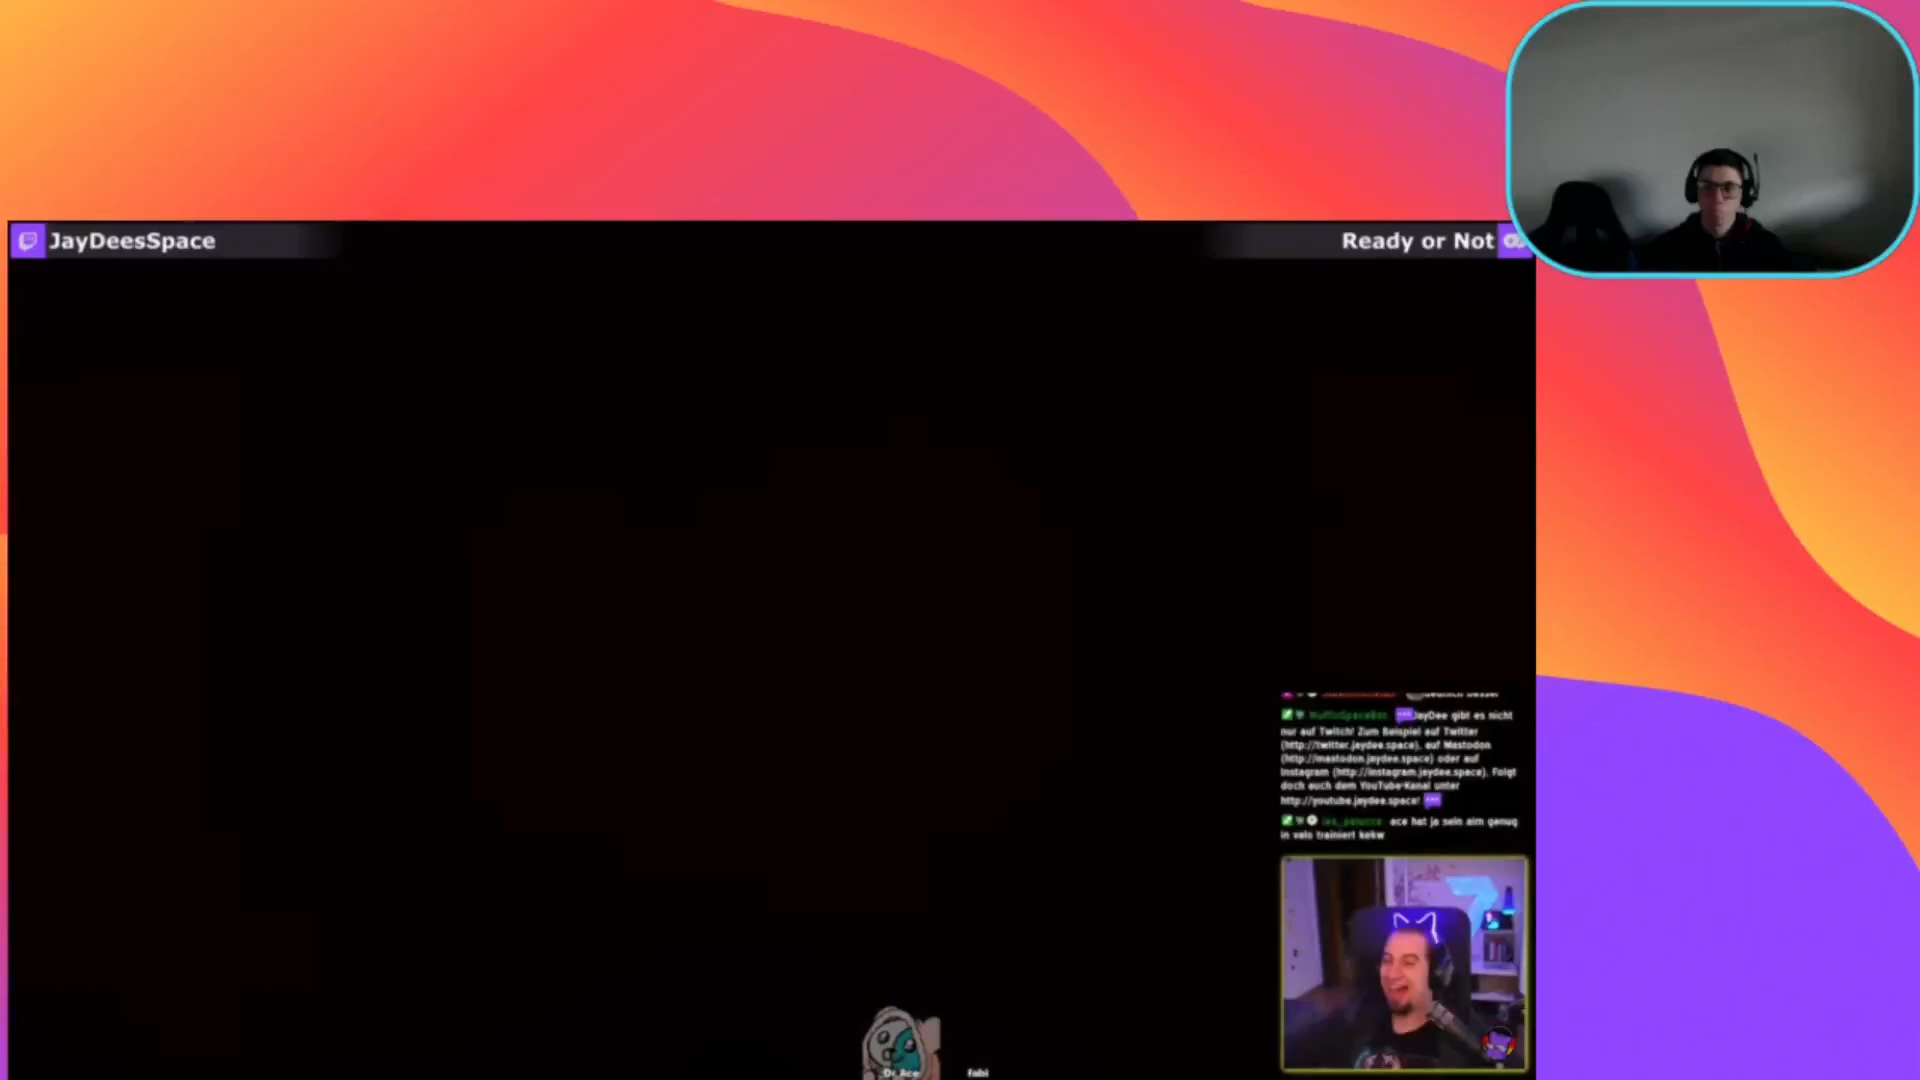 JayDeesSpace
Ready or Not
JayDee gibt es nicht
nur auf Twitch! Zum Beispiel auf Twitter
(http://twitter.jaydee.space), auf Mastodon
(http://mastodon.jaydee.space) oder auf
Instagram (http://instagram.jaydee.space). Folgt
doch auch dem YouTube-Kanal unter
http://youtube.jaydee.space!
ace hat ja sein aim genug
in valo trainiert kekw
Dr Ace
fabi